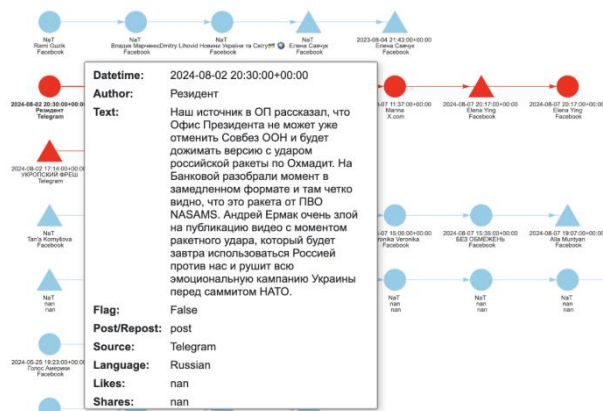 NaT
Rami Guzik
Facebook
NaT
Владик Марченко
Facebook
NaT
Dmitry Lihovid Новини України та Світу
Facebook
NaT
Елена Савчук
Facebook
2023-08-04 21:43:00+00:00
Елена Савчук
Facebook
2024-08-02 20:30:00+00:00
Резидент
Telegram
-07 11:37:00+00:00
Marina
X.com
2024-08-07 20:17:00+00:00
Elena Ying
Facebook
2024-08-07 20:17:00+00:00
Elena Ying
Facebook
2024-08-02 17:14:00+00:00
УКРОПСКИЙ ФРЕШ
Telegram
NaT
Tan'a Kornylova
Facebook
-07 15:06:00+00:00
ronika Veronika
Facebook
2024-08-07 15:35:00+00:00
БЕЗ ОБМЕЖЕНЬ
Facebook
2024-08-07 19:07:00+00:00
Alla Muntyan
Facebook
NaT
nan
nan
NaT
nan
nan
NaT
nan
nan
NaT
nan
nan
2024-05-25 19:23:00+00:00
Голос Америки
Facebook
Datetime: 2024-08-02 20:30:00+00:00
Author: Резидент
Text: Наш источник в ОП рассказал, что
Офис Президента не может уже
отменить Совбез ООН и будет
дожимать версию с ударом
российской ракеты по Охмадит. На
Банковой разобрали момент в
замедленном формате и там четко
видно, что это ракета от ПВО
NASAMS. Андрей Ермак очень злой
на публикацию видео с моментом
ракетного удара, который будет
завтра использоваться Россией
против нас и рушит всю
эмоциональную кампанию Украины
перед саммитом НАТО.
Flag: False
Post/Repost: post
Source: Telegram
Language: Russian
Likes: nan
Shares: nan